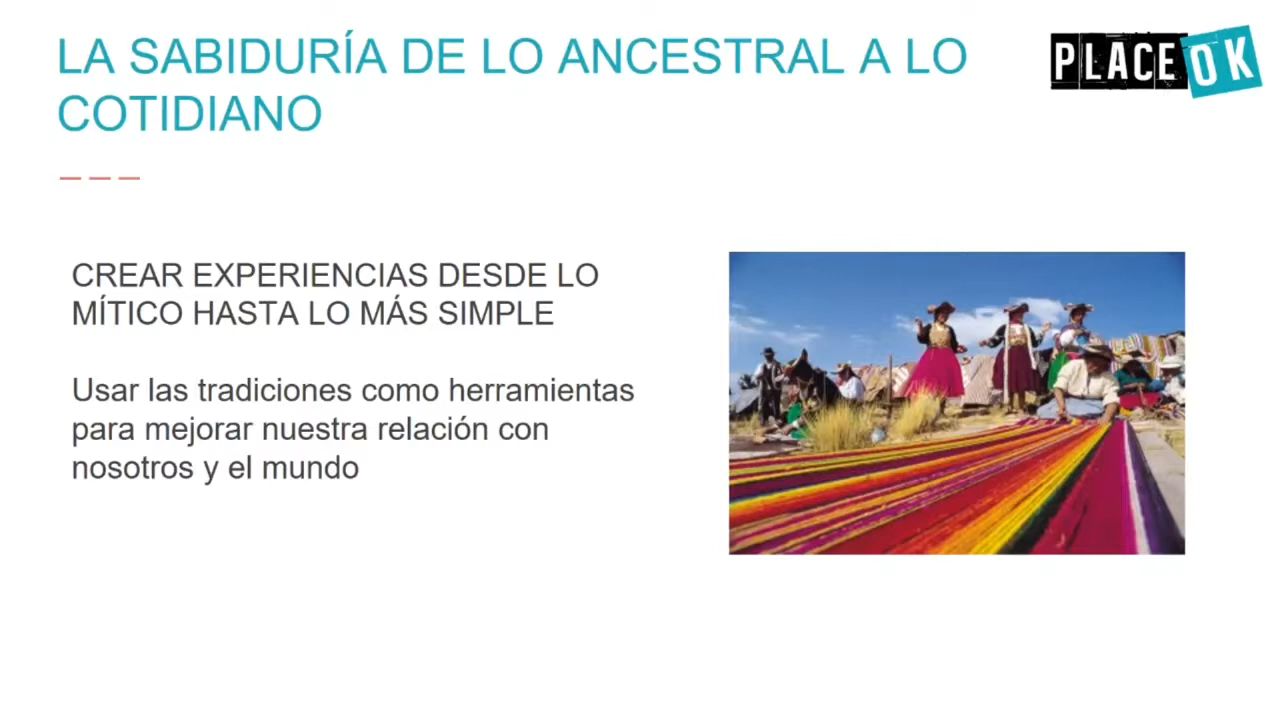 LA SABIDURÍA DE LO ANCESTRAL A LO
COTIDIANO
PLACE OK
CREAR EXPERIENCIAS DESDE LO
MÍTICO HASTA LO MÁS SIMPLE
Usar las tradiciones como herramientas
para mejorar nuestra relación con
nosotros y el mundo